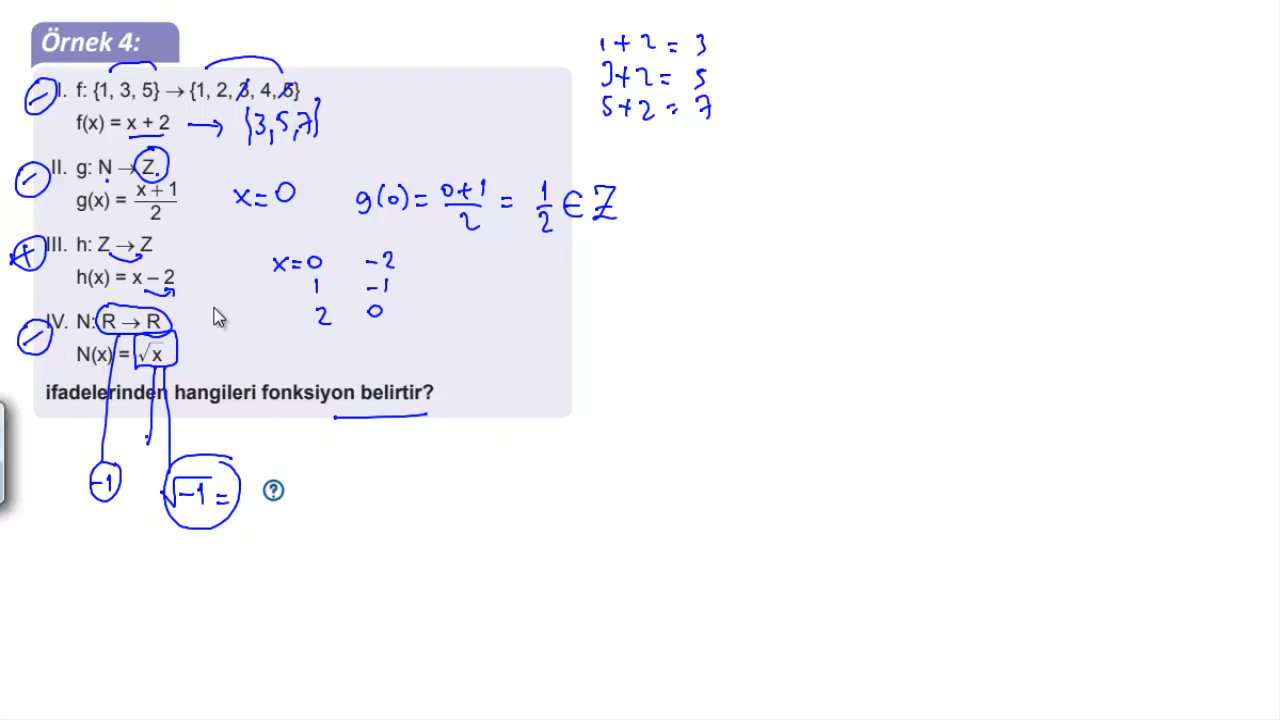 Örnek 4:
I. f: {1, 3, 5} → {1, 2, 3, 4, 5}
f(x) = x + 2 → {3,5,7}
II. g: N → Z
g(x) = x + 1 / 2
x = 0 g(0) = 0+1 / 2 = 1/2 ∈ Z
III. h: Z → Z
h(x) = x – 2
x = 0 -2
1 -1
2 0
IV. N: R → R
N(x) = √x
ifadelerinden hangileri fonksiyon belirtir?
-1 √-1 = ?
1 + 2 = 3
3 + 2 = 5
5 + 2 = 7